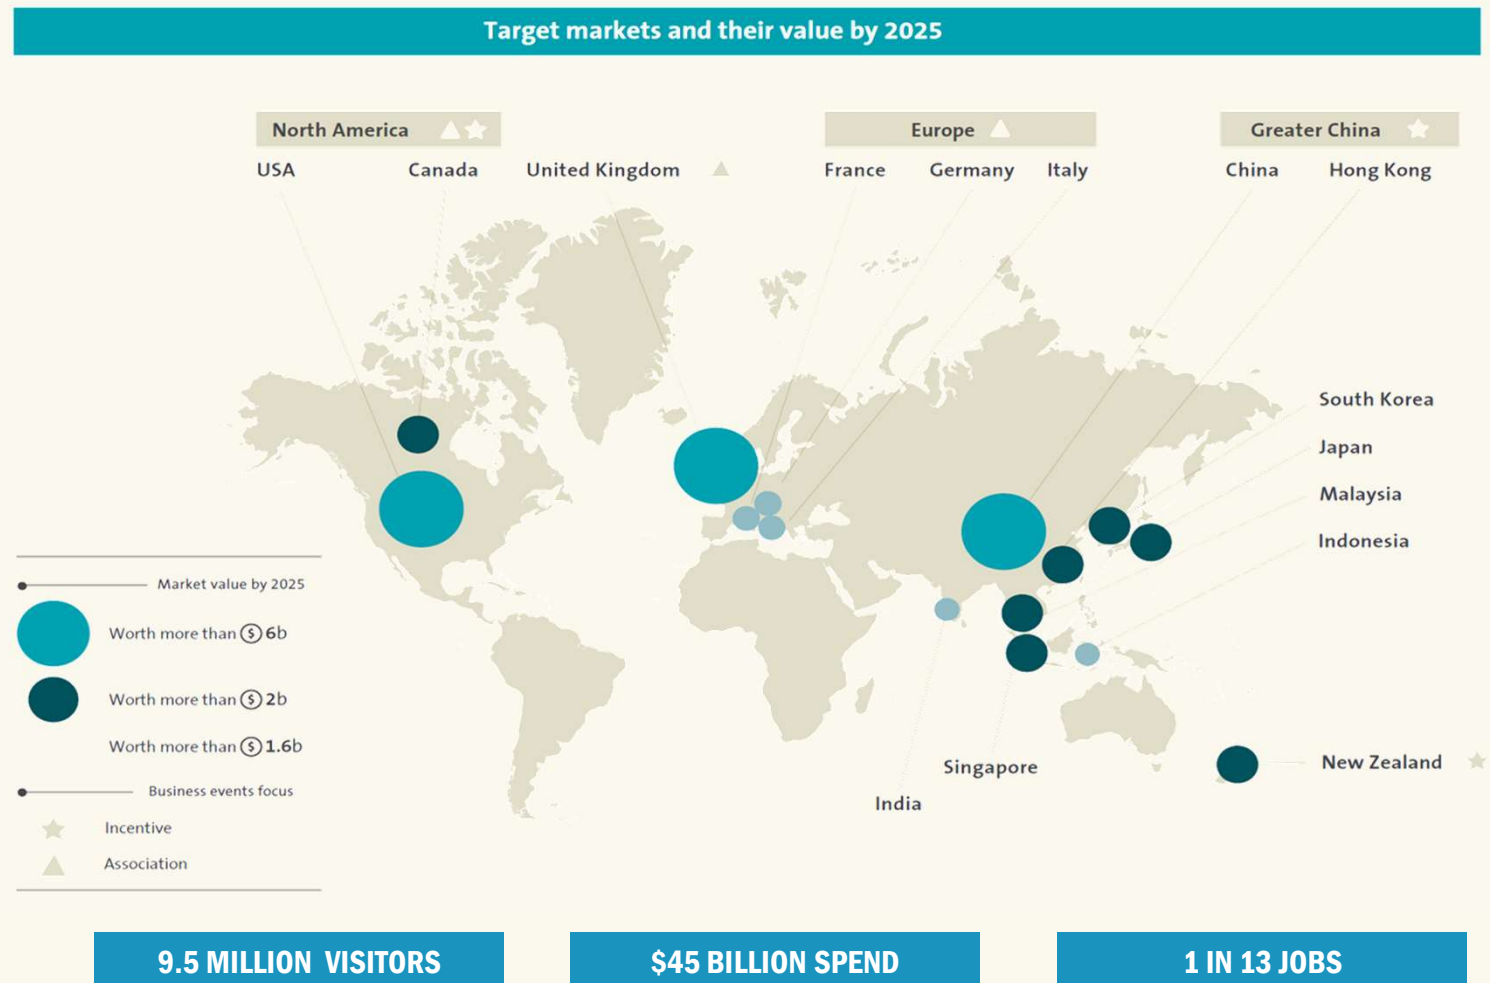 Target markets and their value by 2025
North America
Europe
Greater China
USA
Canada
United Kingdom
France
Germany
Italy
China
Hong Kong
South Korea
Japan
Malaysia
Indonesia
Market value by 2025
Worth more than $ 6b
Worth more than $ 2b
Worth more than $ 1.6b
Business events focus
Incentive
Association
Singapore
India
New Zealand
9.5 MILLION VISITORS
$45 BILLION SPEND
1 IN 13 JOBS